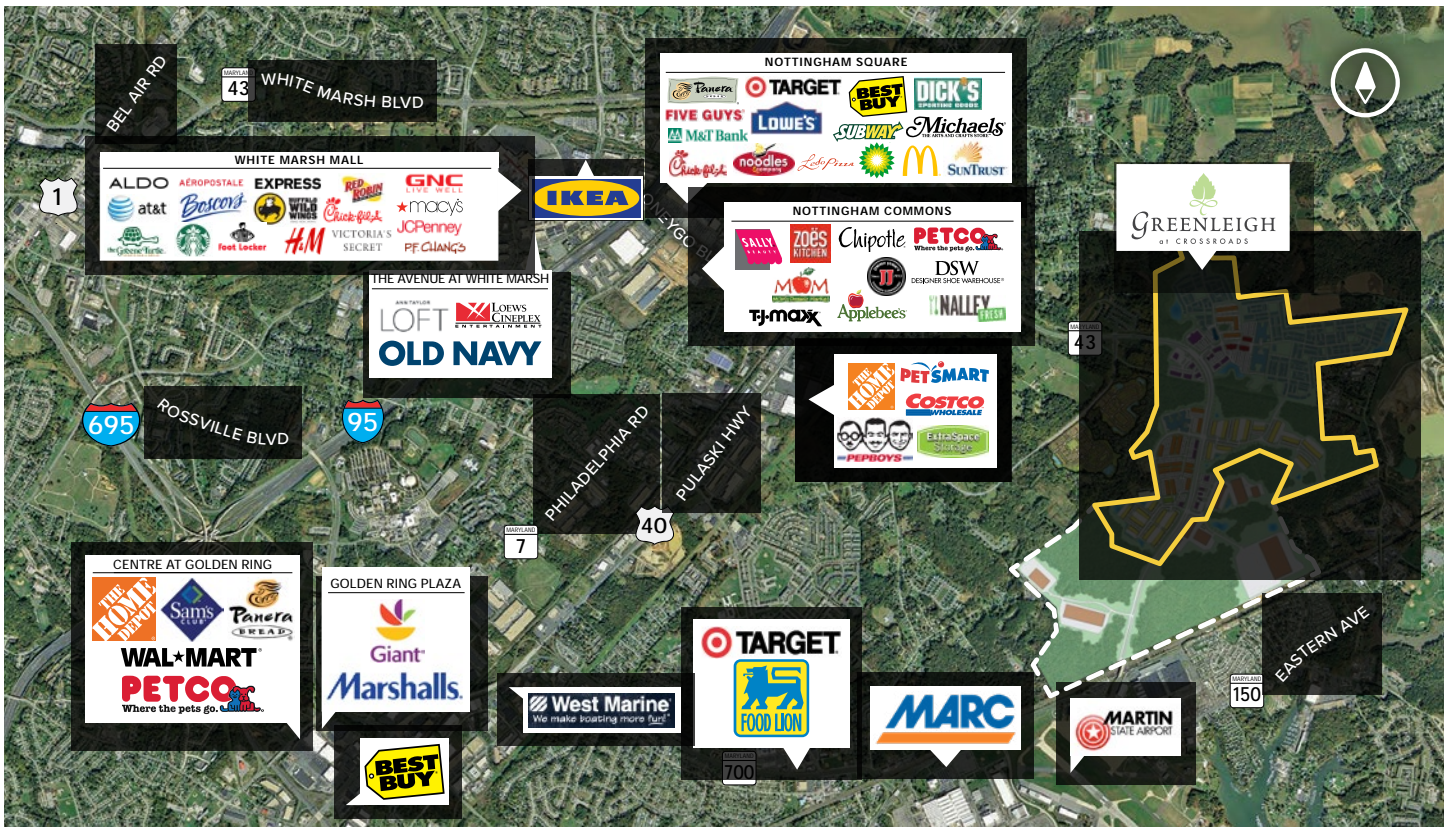 BEL AIR RD
MARYLAND
43
WHITE MARSH BLVD
1
WHITE MARSH MALL
ALDO AÉROPOSTALE EXPRESS RED ROBIN GNC
LIVE WELL
at&t Boscov's BUFFALO WILD WINGS Chick-fil-A macy's
JCPenney
the Greene Turtle Foot Locker H&M VICTORIA'S SECRET P.F. CHANG'S
IKEA
NOTTINGHAM SQUARE
Panera BREAD TARGET BEST BUY DICK'S
SPORTING GOODS
FIVE GUYS LOWE'S
M&T Bank SUBWAY Michaels
THE ARTS AND CRAFTS STORE
Chick-fil-A noodles & company LedoPizza bp SUNTRUST
NOTTINGHAM COMMONS
SALLY BEAUTY ZOËS KITCHEN Chipotle PETCO
Where the pets go.
MOM JJ DSW
DESIGNER SHOE WAREHOUSE
T.J.maxx Applebee's NALLEY FRESH
GREENLEIGH
at CROSSROADS
THE AVENUE AT WHITE MARSH
ANN TAYLOR
LOFT LOEWS CINEPLEX
ENTERTAINMENT
OLD NAVY
MARYLAND
43
THE HOME DEPOT PETSMART
COSTCO
WHOLESALE
PEPBOYS ExtraSpace Storage
695
ROSSVILLE BLVD
95
PHILADELPHIA RD
PULASKI HWY
40
MARYLAND
7
CENTRE AT GOLDEN RING
THE HOME DEPOT Sam's CLUB Panera
BREAD
WAL★MART
PETCO
Where the pets go.
GOLDEN RING PLAZA
Giant
Marshalls.
BEST BUY
West Marine
We make boating more fun!
TARGET
FOOD LION
MARYLAND
700
MARC
MARTIN
STATE AIRPORT
MARYLAND
150
EASTERN AVE